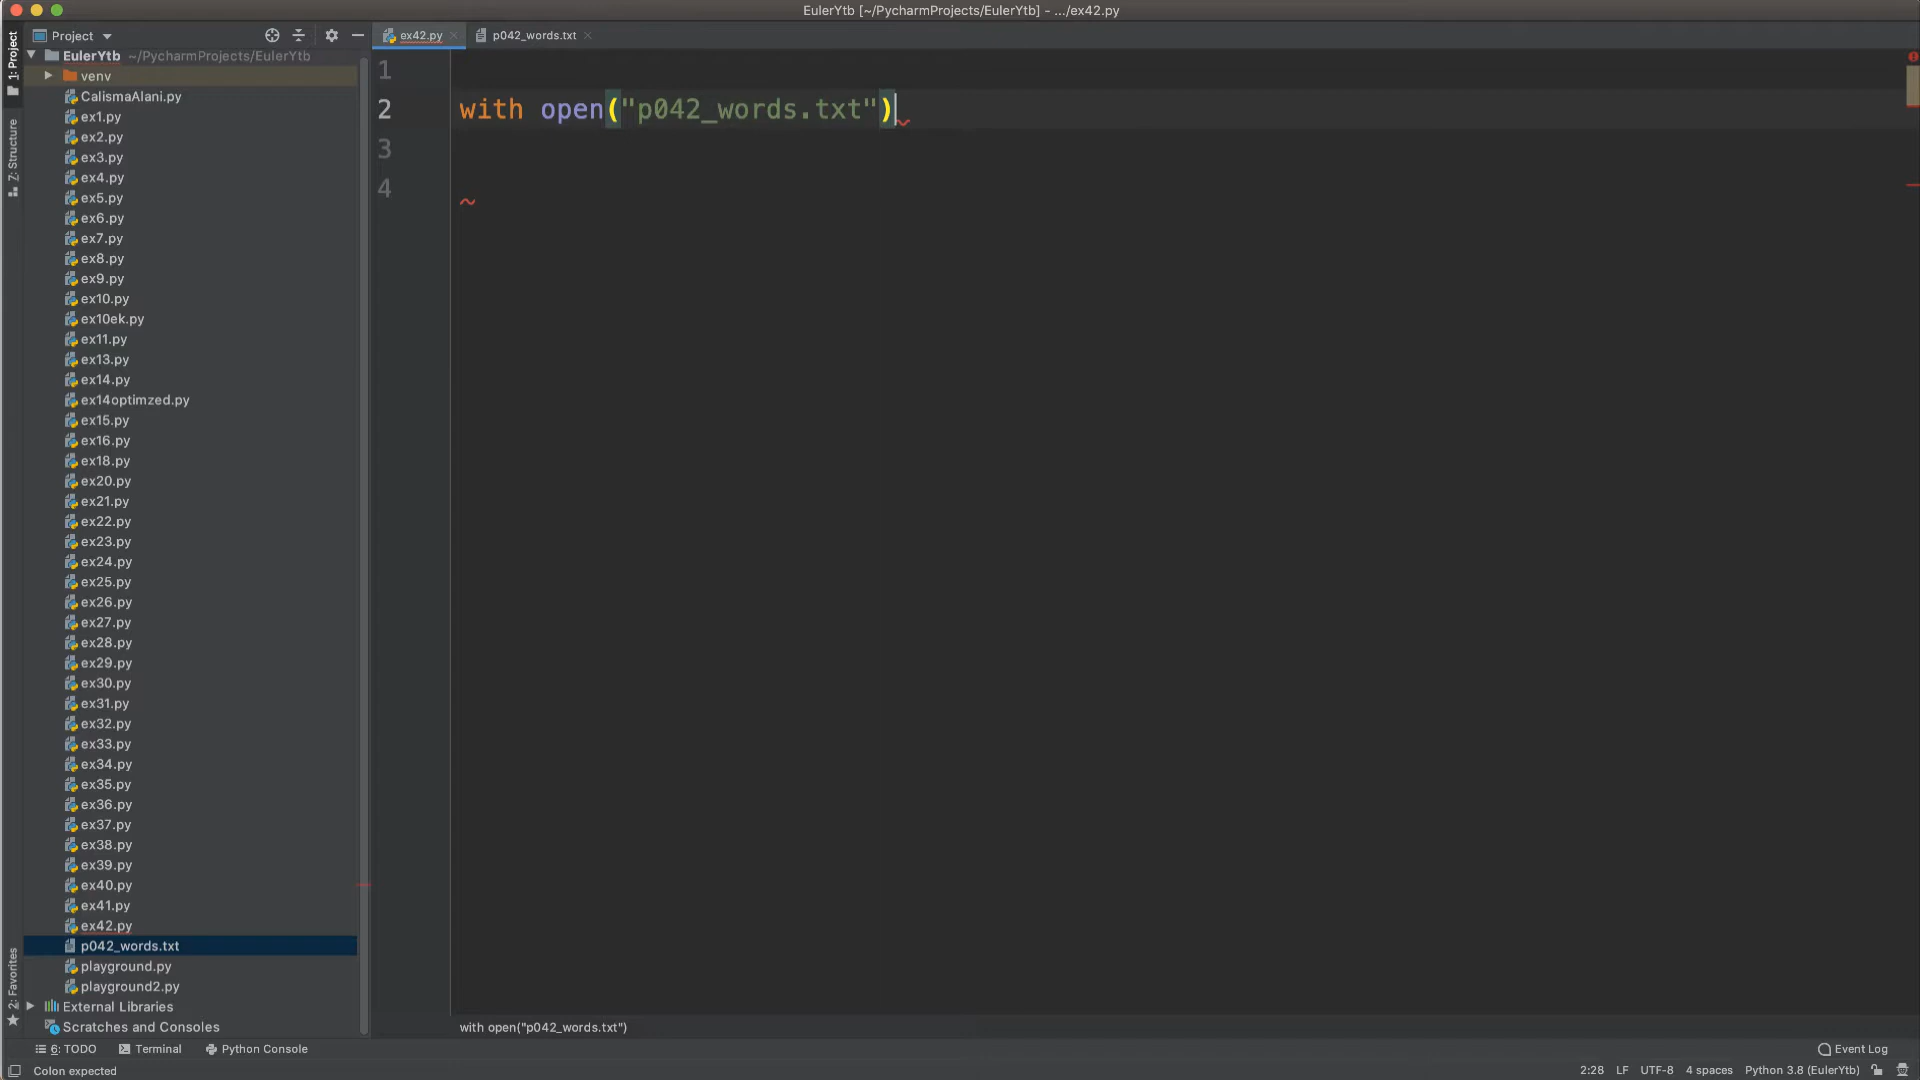 EulerYtb [~/PycharmProjects/EulerYtb] - .../ex42.py
Project
ex42.py
p042_words.txt
1: Project
Z: Structure
2: Favorites
EulerYtb ~/PycharmProjects/EulerYtb
venv
CalismaAlani.py
ex1.py
ex2.py
ex3.py
ex4.py
ex5.py
ex6.py
ex7.py
ex8.py
ex9.py
ex10.py
ex10ek.py
ex11.py
ex13.py
ex14.py
ex14optimzed.py
ex15.py
ex16.py
ex18.py
ex20.py
ex21.py
ex22.py
ex23.py
ex24.py
ex25.py
ex26.py
ex27.py
ex28.py
ex29.py
ex30.py
ex31.py
ex32.py
ex33.py
ex34.py
ex35.py
ex36.py
ex37.py
ex38.py
ex39.py
ex40.py
ex41.py
ex42.py
p042_words.txt
playground.py
playground2.py
External Libraries
Scratches and Consoles
1
2 with open("p042_words.txt")
3
4
with open("p042_words.txt")
6: TODO
Terminal
Python Console
Event Log
Colon expected
2:28 LF UTF-8 4 spaces Python 3.8 (EulerYtb)